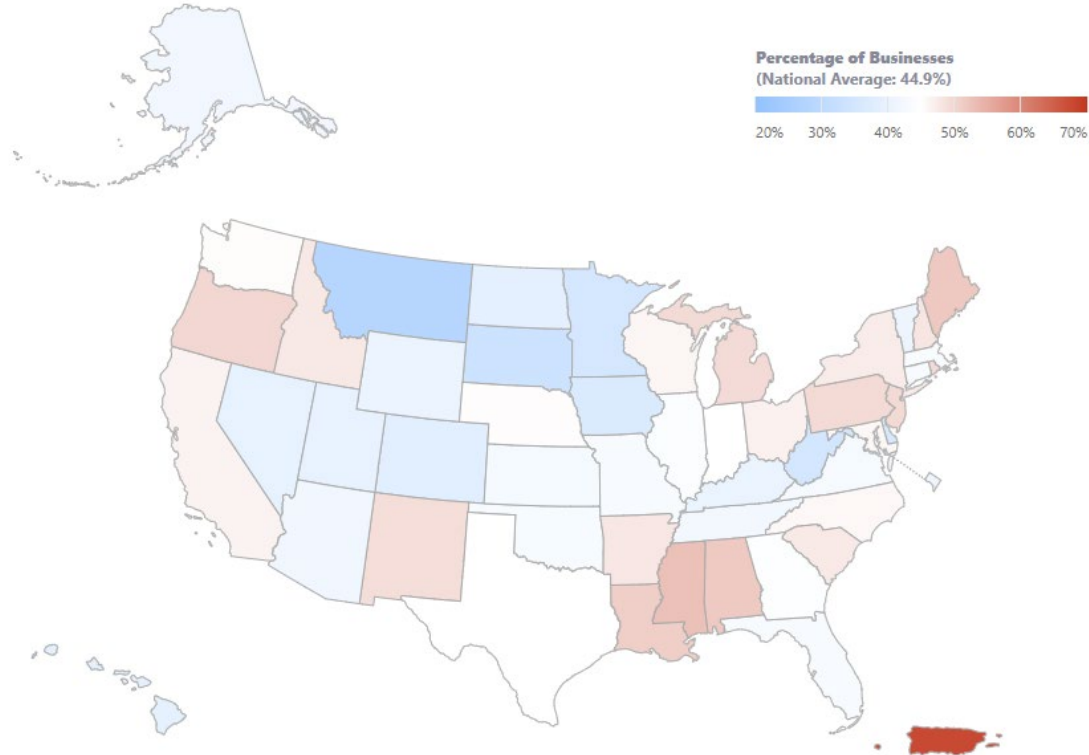 Percentage of Businesses
(National Average: 44.9%)
20% 30% 40% 50% 60% 70%